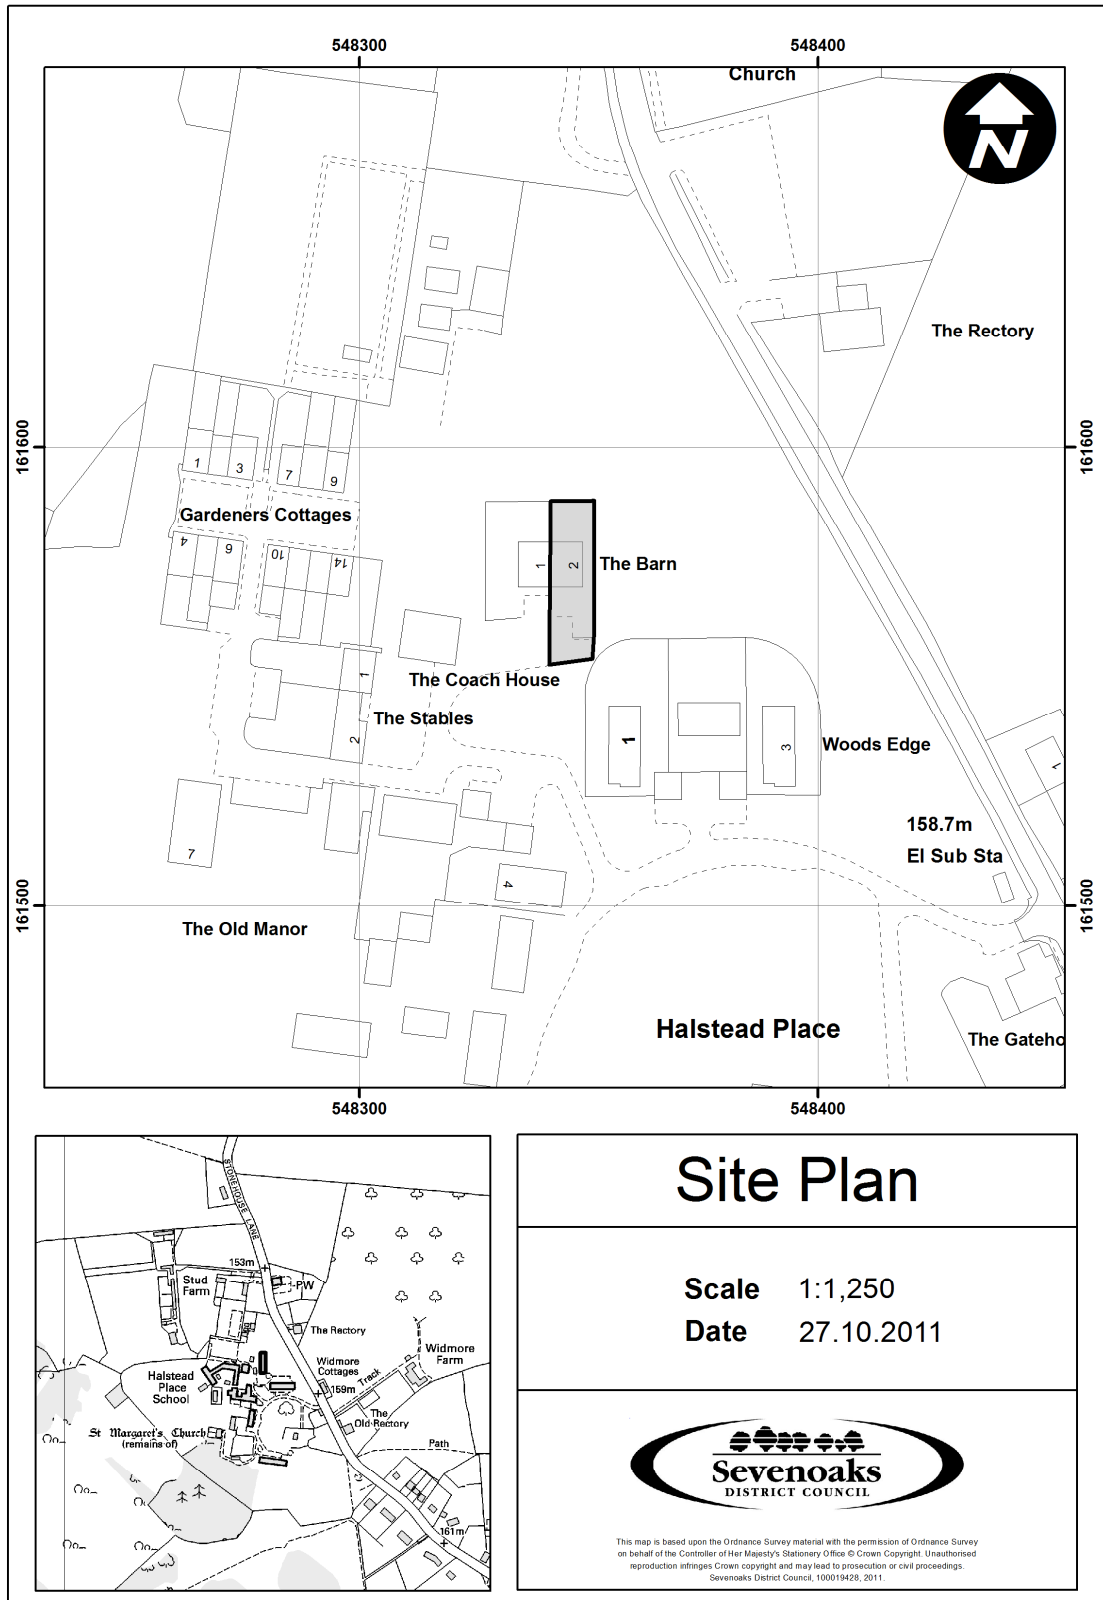 548300
548400
Church
N
The Rectory
161600
161600
1
3
7
9
Gardeners Cottages
4
6
10
14
1
2
The Barn
The Coach House
1
The Stables
2
1
3
Woods Edge
1
7
158.7m
El Sub Sta
4
161500
161500
The Old Manor
Halstead Place
The Gateho
548300
548400
STONEHOUSE LANE
153m
Stud
Farm
PW
The Rectory
Widmore
Cottages
Widmore
Farm
Track
159m
Halstead
Place
School
The
Old Rectory
St Margaret's Church
(remains of)
Path
161m
Site Plan
Scale 1:1,250
Date 27.10.2011
Sevenoaks
DISTRICT COUNCIL
This map is based upon the Ordnance Survey material with the permission of Ordnance Survey
on behalf of the Controller of Her Majesty's Stationery Office © Crown Copyright. Unauthorised
reproduction infringes Crown copyright and may lead to prosecution or civil proceedings.
Sevenoaks District Council, 100019428, 2011.